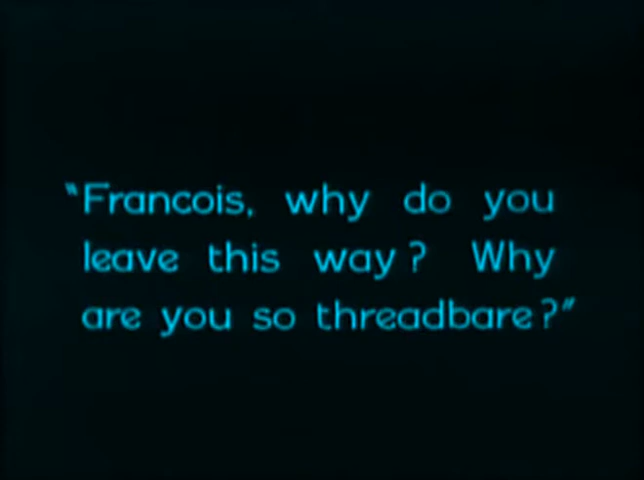 "Francois, why do you
leave this way? Why
are you so threadbare?"